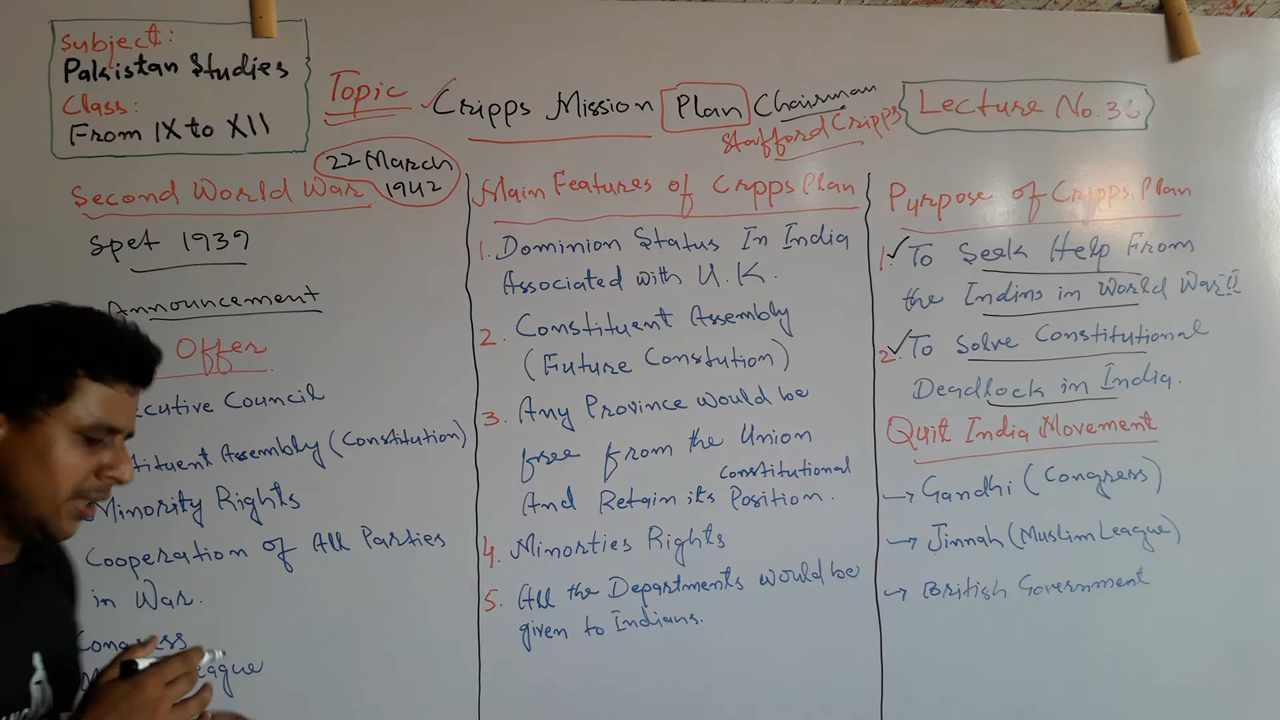 Subject:
Pakistan Studies
Class:
From IX to XII
Topic Cripps Mission Plan Chairman
Stafford Cripps
Lecture No.36
22 March
1942
Second World War
Spet 1939
Announcement
Offer
cutive Council
tituent Assembly (Constitution)
Minority Rights
Cooperation of All Parties
in War.
Congress
eague
Main Features of Cripps Plan
1. Dominion Status In India
Associated with U.K.
2. Constituent Assembly
(Future Constution)
3. Any Province would be
free from the Union
constitutional
And Retain its Position.
4. Minorties Rights
5. All the Departments would be
given to Indians.
Purpose of Cripps Plan
1. ✓ To Seek Help From
the Indins in World War II
2. ✓ To Solve Constitutional
Deadlock in India.
Quit India Movement
→ Gandhi (Congress)
→ Jinnah (Muslim League)
→ British Government